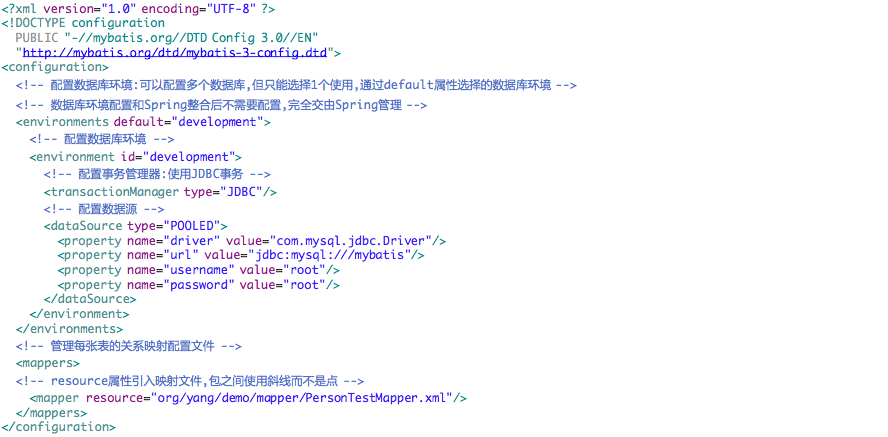 <?xml version="1.0" encoding="UTF-8" ?>
<!DOCTYPE configuration
PUBLIC "-//mybatis.org//DTD Config 3.0//EN"
"http://mybatis.org/dtd/mybatis-3-config.dtd">
<configuration>
<!-- 配置数据库环境:可以配置多个数据库,但只能选择1个使用,通过default属性选择的数据库环境 -->
<!-- 数据库环境配置和Spring整合后不需要配置,完全交由Spring管理 -->
<environments default="development">
<!-- 配置数据库环境 -->
<environment id="development">
<!-- 配置事务管理器:使用JDBC事务 -->
<transactionManager type="JDBC"/>
<!-- 配置数据源 -->
<dataSource type="POOLED">
<property name="driver" value="com.mysql.jdbc.Driver"/>
<property name="url" value="jdbc:mysql:///mybatis"/>
<property name="username" value="root"/>
<property name="password" value="root"/>
</dataSource>
</environment>
</environments>
<!-- 管理每张表的关系映射配置文件 -->
<mappers>
<!-- resource属性引入映射文件,包之间使用斜线而不是点 -->
<mapper resource="org/yang/demo/mapper/PersonTestMapper.xml"/>
</mappers>
</configuration>